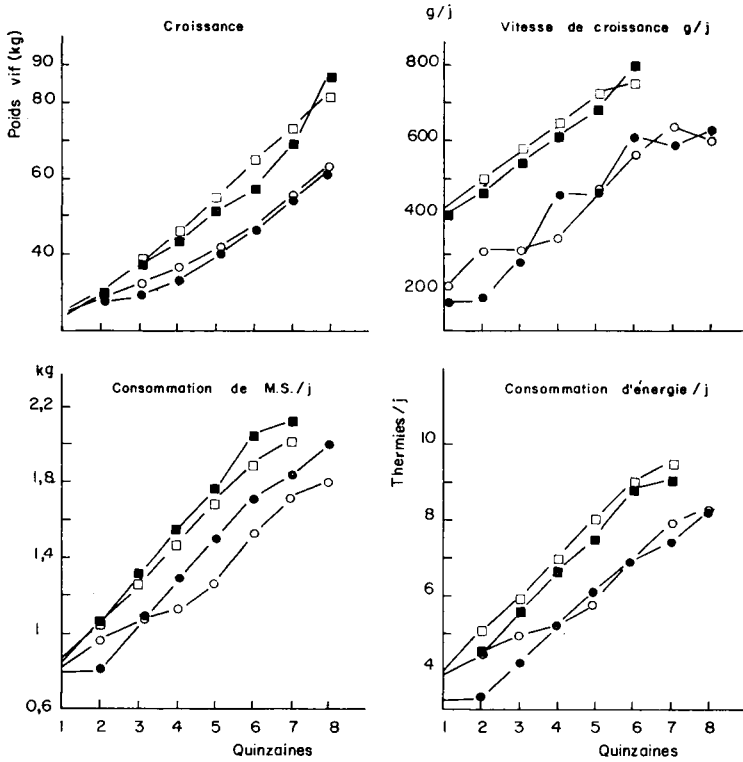 Croissance
Poids vif (kg)
90
80
60
40
g/j
Vitesse de croissance g/j
800
600
400
200
kg
Consommation de M.S./j
2,2
1,8
1,4
1
0,6
1 2 3 4 5 6 7 8
Quinzaines
Consommation d'énergie/j
Thermies/j
10
8
6
4
1 2 3 4 5 6 7 8
Quinzaines